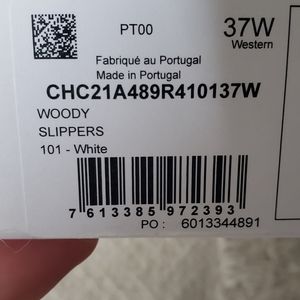 PT00
37W
Western
Fabriqué au Portugal
Made in Portugal
CHC21A489R410137W
WOODY
SLIPPERS
101 - White
7 613385 972393
PO : 6013344891